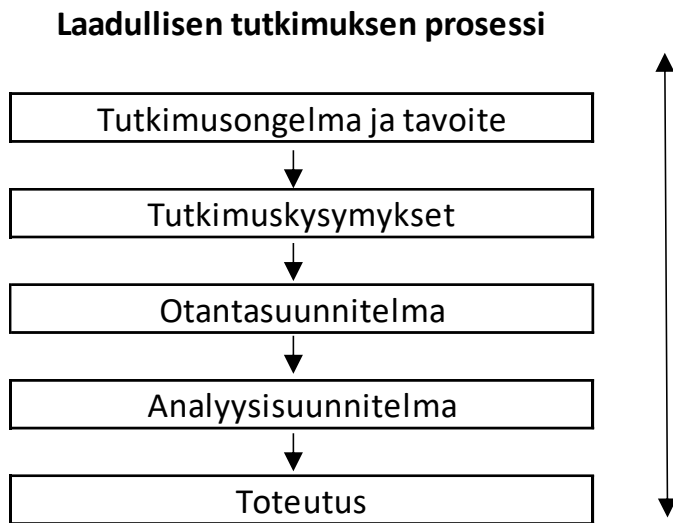 Laadullisen tutkimuksen prosessi
Tutkimusongelma ja tavoite
Tutkimuskysymykset
Otantasuunnitelma
Analyysisuunnitelma
Toteutus